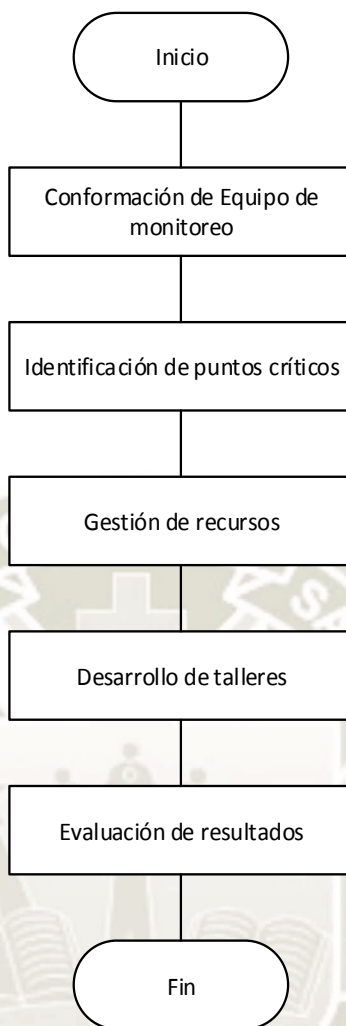 Inicio
Conformación de Equipo de
monitoreo
Identificación de puntos críticos
Gestión de recursos
Desarrollo de talleres
Evaluación de resultados
Fin